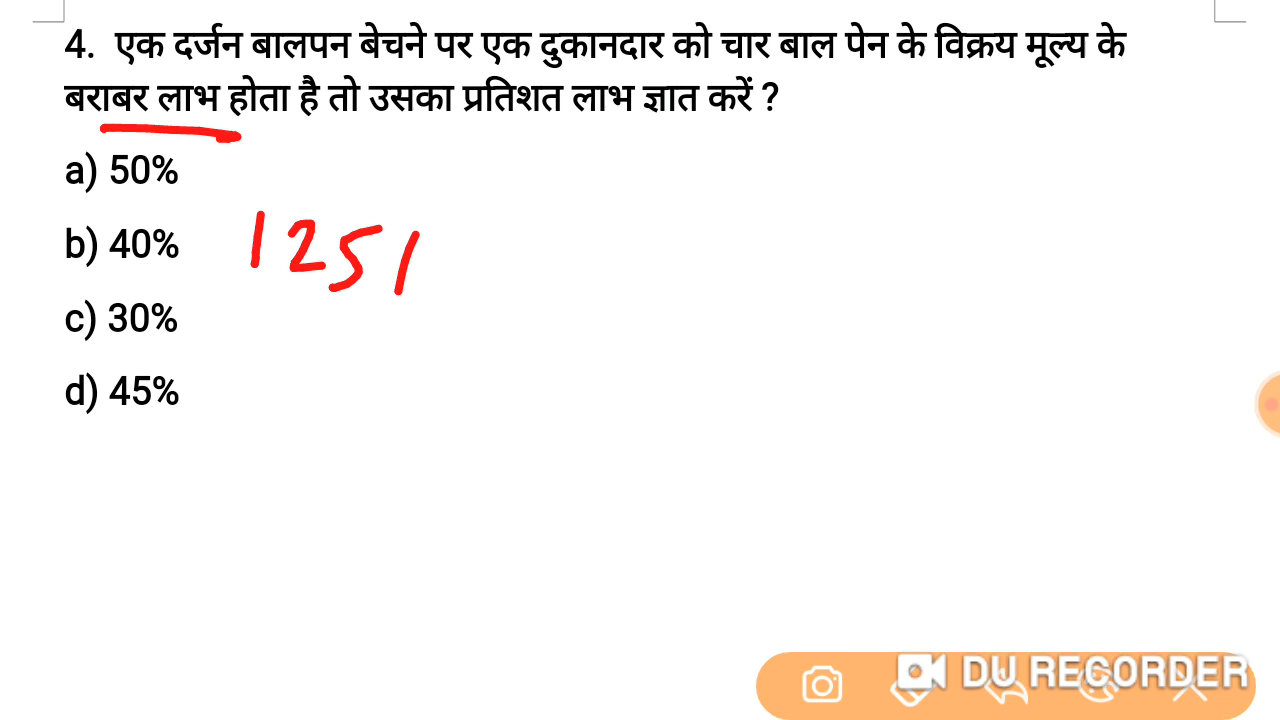 4. एक दर्जन बालपन बेचने पर एक दुकानदार को चार बाल पेन के विक्रय मूल्य के
बराबर लाभ होता है तो उसका प्रतिशत लाभ ज्ञात करें ?
a) 50%
b) 40%
1251
c) 30%
d) 45%
DU RECORDER